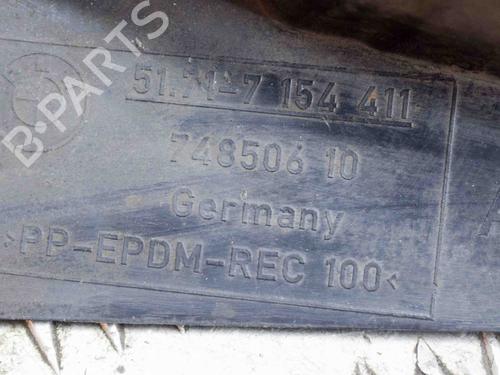 51.71-7 154 411
748506 10
Germany
>PP-EPDM-REC 100<
B-PARTS